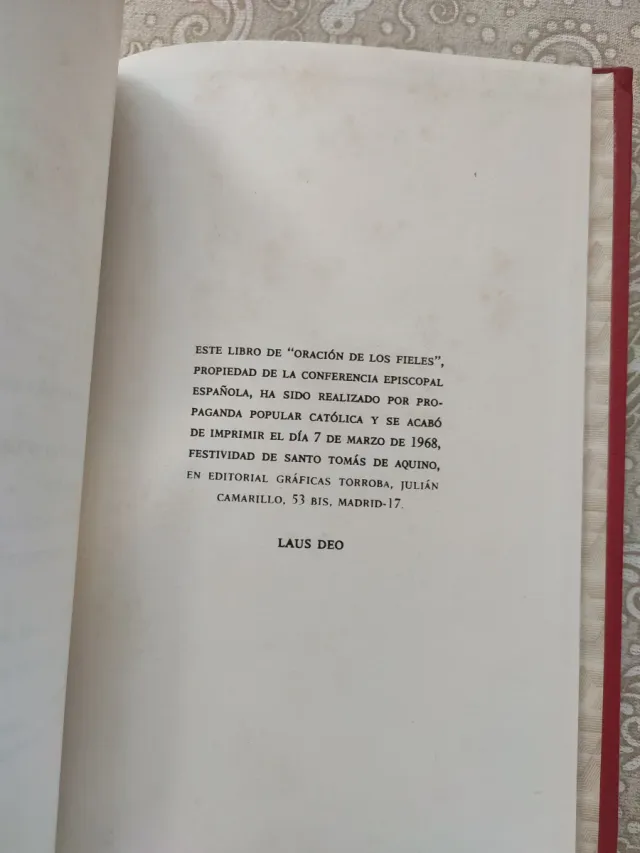 ESTE LIBRO DE "ORACIÓN DE LOS FIELES",
PROPIEDAD DE LA CONFERENCIA EPISCOPAL
ESPAÑOLA, HA SIDO REALIZADO POR PRO-
PAGANDA POPULAR CATÓLICA Y SE ACABÓ
DE IMPRIMIR EL DÍA 7 DE MARZO DE 1968,
FESTIVIDAD DE SANTO TOMÁS DE AQUINO,
EN EDITORIAL GRÁFICAS TORROBA, JULIÁN
CAMARILLO, 53 BIS, MADRID-17.
LAUS DEO